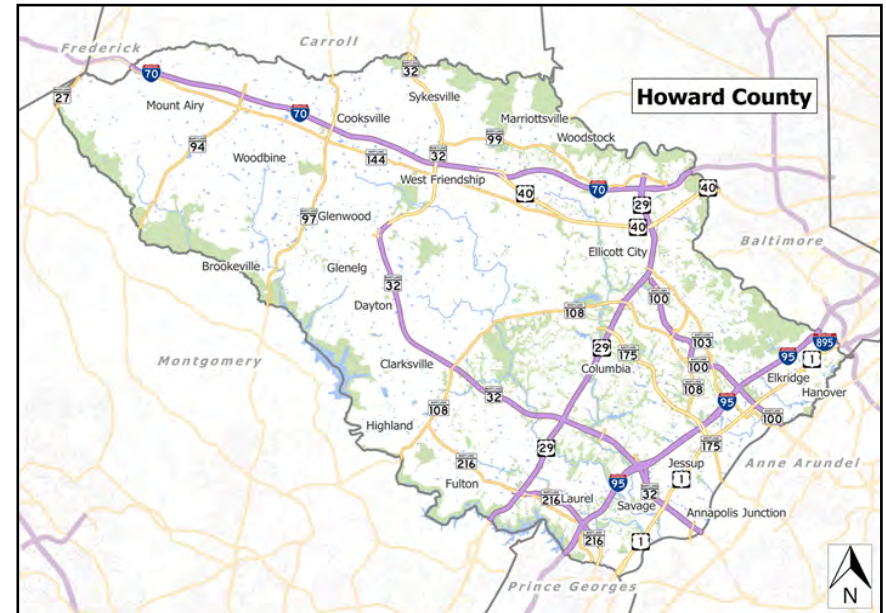 Frederick
Carroll
70
32
27
Mount Airy
Sykesville
70
Howard County
Cooksville
Marriottsville
94
99
Woodstock
Woodbine
144
32
West Friendship
70
40
40
29
97
Glenwood
40
Baltimore
Ellicott City
Brookeville
Glenelg
32
100
Dayton
108
103
895
29
175
95
1
Montgomery
Clarksville
Columbia
100
Elkridge
32
108
Hanover
108
95
100
Highland
29
175
216
Jessup
Anne Arundel
Fulton
95
1
32
216
Laurel
Savage
Annapolis Junction
216
1
Prince Georges
N